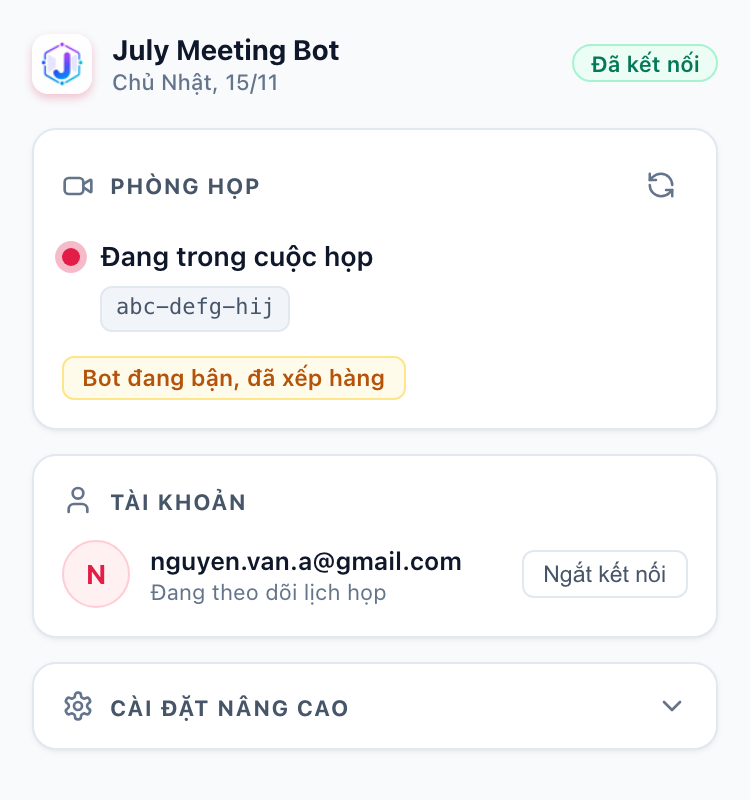 July Meeting Bot
Chủ Nhật, 15/11
Đã kết nối
PHÒNG HỌP
Đang trong cuộc họp
abc-defg-hij
Bot đang bận, đã xếp hàng
TÀI KHOẢN
N
nguyen.van.a@gmail.com
Đang theo dõi lịch họp
Ngắt kết nối
CÀI ĐẶT NÂNG CAO